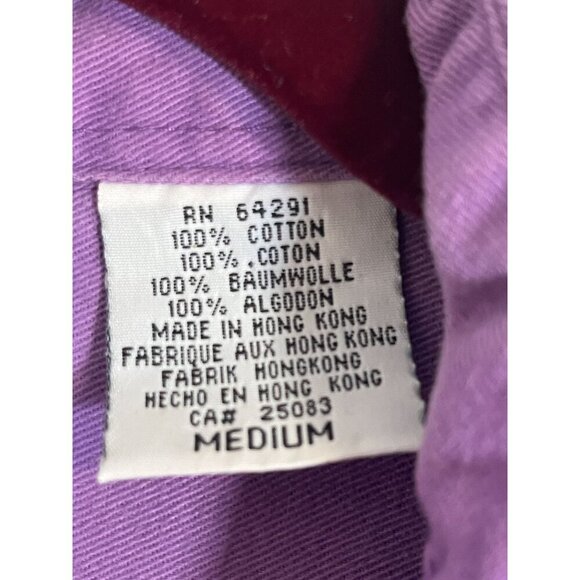 RN 64291
100% COTTON
100% .COTON
100% BAUMWOLLE
100% ALGODON
MADE IN HONG KONG
FABRIQUE AUX HONG KONG
FABRIK HONGKONG
HECHO EN HONG KONG
CA# 25083
MEDIUM